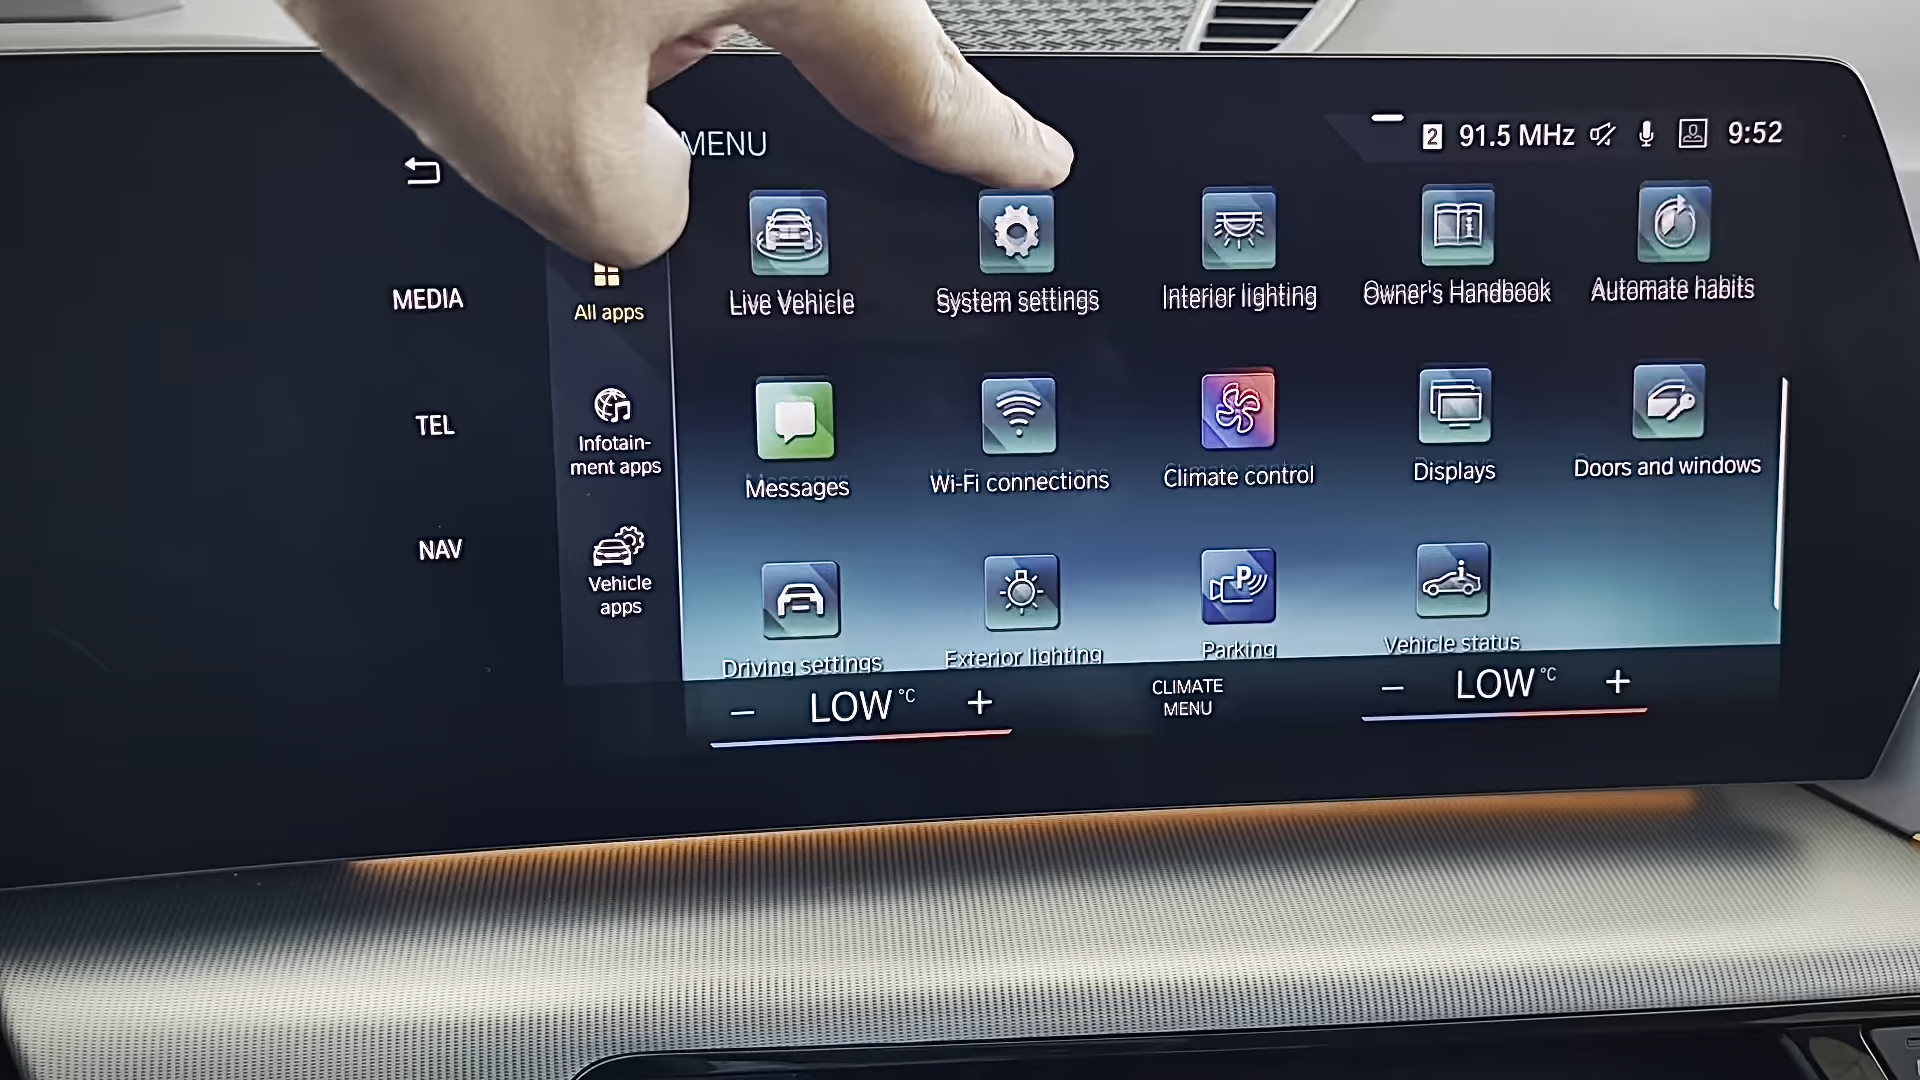 MENU
2 91.5 MHz 9:52
MEDIA
TEL
NAV
All apps
Infotain-
ment apps
Vehicle
apps
Live Vehicle
System settings
Interior lighting
Owner's Handbook
Automate habits
Messages
Wi-Fi connections
Climate control
Displays
Doors and windows
Driving settings
Exterior lighting
Parking
Vehicle status
– LOW °C +
CLIMATE
MENU
– LOW °C +